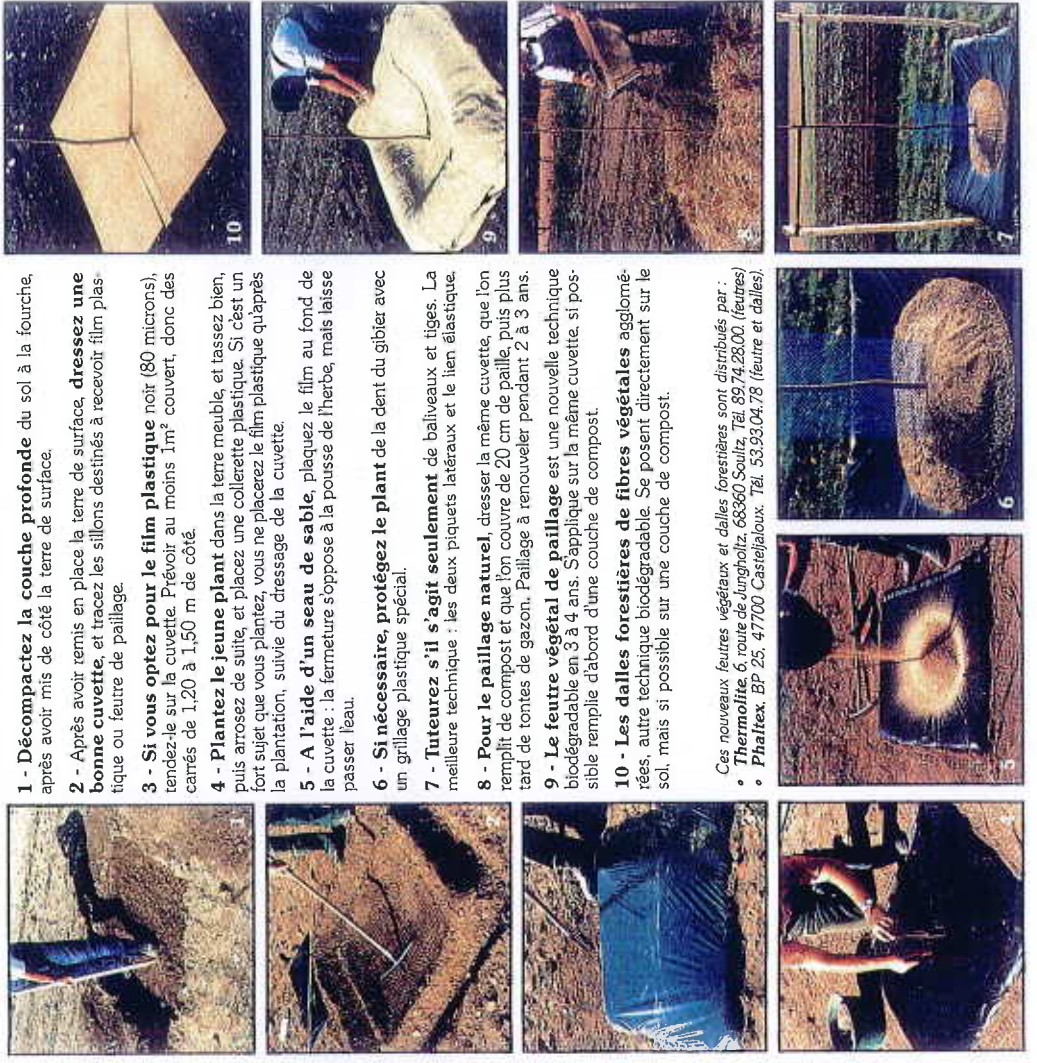 1 - Décompactez la couche profonde du sol à la fourche,
après avoir mis de côté la terre de surface.
2 - Après avoir remis en place la terre de surface, dressez une
bonne cuvette, et tracez les sillons destinés à recevoir film plas-
tique ou feutre de paillage.
3 - Si vous optez pour le film plastique noir (80 microns),
tendez-le sur la cuvette. Prévoir au moins 1m² couvert, donc des
carrés de 1,20 à 1,50 m de côté.
4 - Plantez le jeune plant dans la terre meuble, et tassez bien,
puis arrosez de suite, et placez une collerette plastique. Si c'est un
fort sujet que vous plantez, vous ne placerez le film plastique qu'après
la plantation, suivie du dressage de la cuvette.
5 - A l'aide d'un seau de sable, plaquez le film au fond de
la cuvette : la fermeture s'oppose à la pousse de l'herbe, mais laisse
passer l'eau.
6 - Si nécessaire, protégez le plant de la dent du gibier avec
un grillage plastique spécial.
7 - Tuteurez s'il s'agit seulement de baliveaux et tiges. La
meilleure technique : les deux piquets latéraux et le lien élastique.
8 - Pour le paillage naturel, dresser la même cuvette, que l'on
remplit de compost et que l'on couvre de 20 cm de paille, puis plus
tard de tontes de gazon. Paillage à renouveler pendant 2 à 3 ans.
9 - Le feutre végétal de paillage est une nouvelle technique
biodégradable en 3 à 4 ans. S'applique sur la même cuvette, si pos-
sible remplie d'abord d'une couche de compost.
10 - Les dalles forestières de fibres végétales agglomé-
rées, autre technique biodégradable. Se posent directement sur le
sol, mais si possible sur une couche de compost.
Ces nouveaux feutres végétaux et dalles forestières sont distribués par :
• Thermolite, 6, route de Jungholtz, 68360 Soultz, Tél. 89.74.28.00. (feutres)
• Phaltex, BP 25, 47700 Casteljaloux. Tél. 53.93.04.78 (feutre et dalles).
1
2
3
4
5
6
7
8
9
10